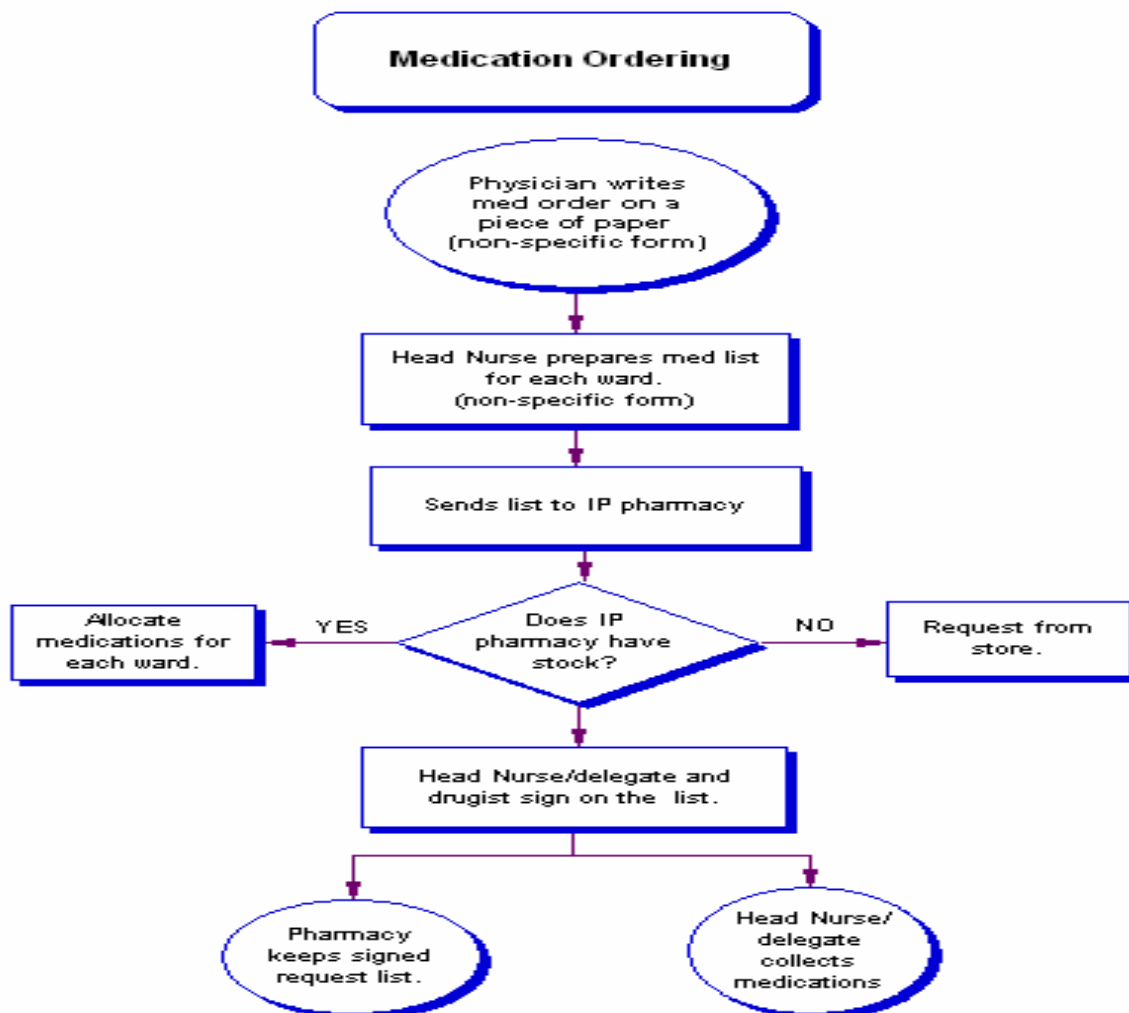 Medication Ordering
Physician writes
med order on a
piece of paper
(non-specific form)
Head Nurse prepares med list
for each ward.
(non-specific form)
Sends list to IP pharmacy
Does IP
pharmacy have
stock?
YES
Allocate
medications for
each ward.
NO
Request from
store.
Head Nurse/delegate and
drugist sign on the list.
Pharmacy
keeps signed
request list.
Head Nurse/
delegate
collects
medications